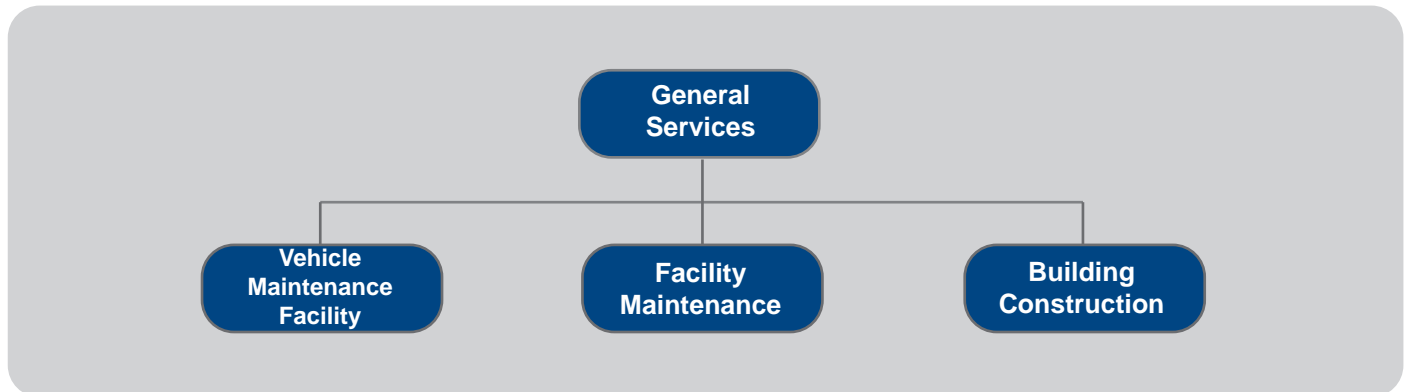 General
Services
Vehicle
Maintenance
Facility
Facility
Maintenance
Building
Construction